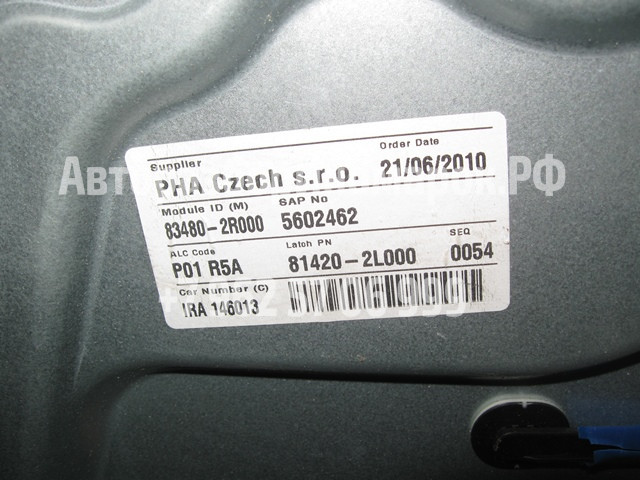 Supplier Order Date
PHA Czech s.r.o. 21/06/2010
Module ID (M) SAP No
83480-2R000 5602462
ALC Code Latch PN SEQ
P01 R5A 81420-2L000 0054
Car Number (C)
IRA 146013